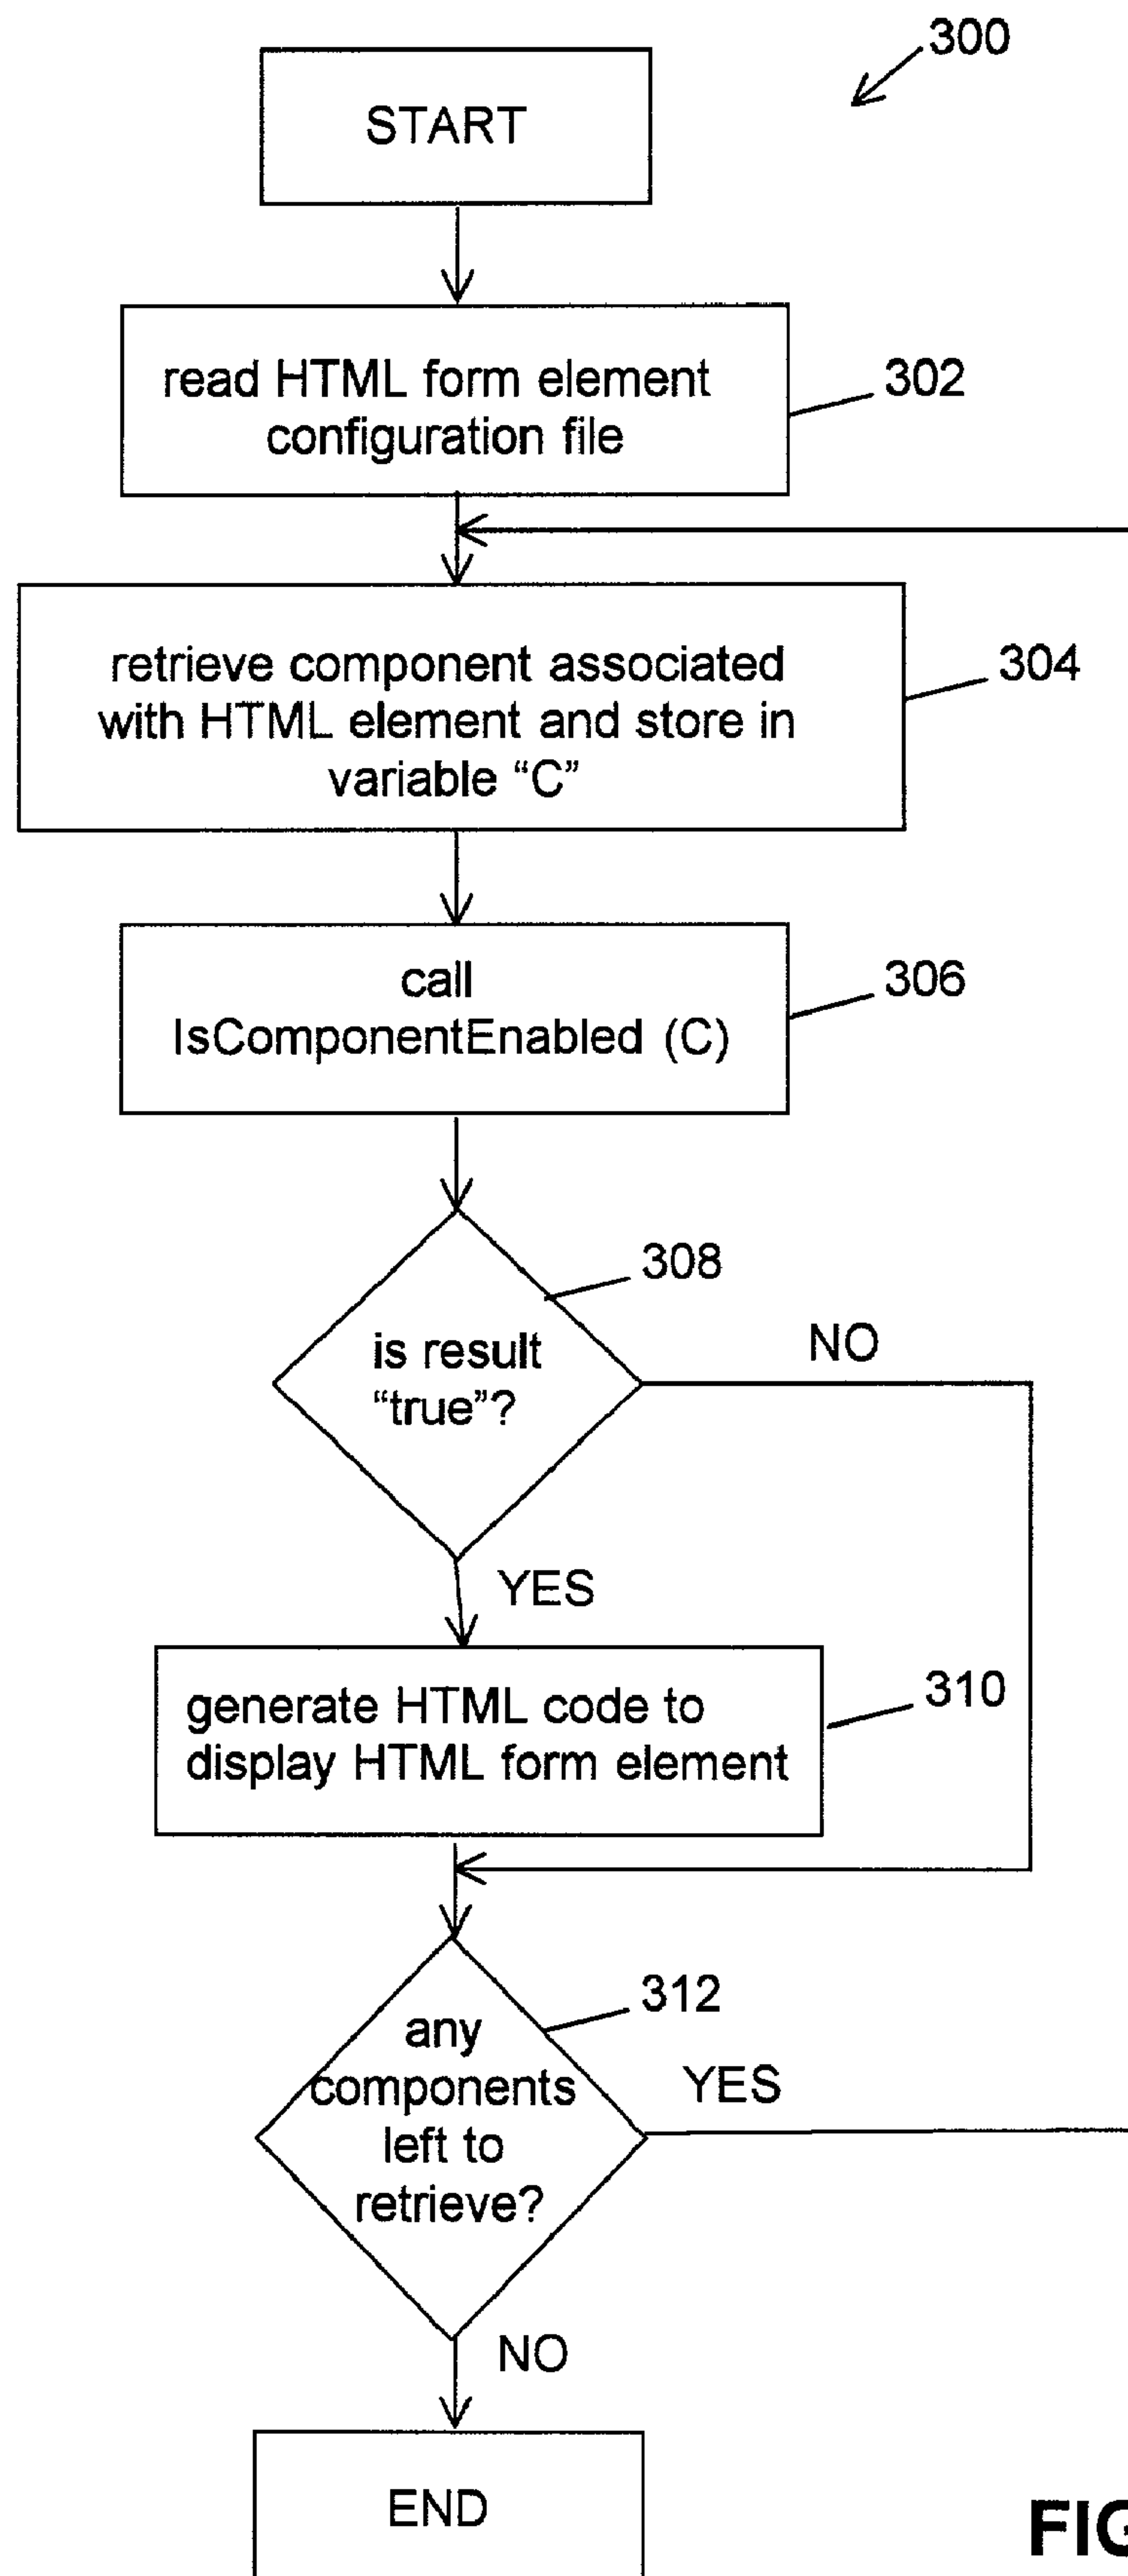 300
START
read HTML form element
configuration file
302
retrieve component associated
with HTML element and store in
variable “C”
304
call
IsComponentEnabled (C)
306
308
is result
“true”?
NO
YES
generate HTML code to
display HTML form element
310
312
any
components
left to
retrieve?
YES
NO
END
FIG